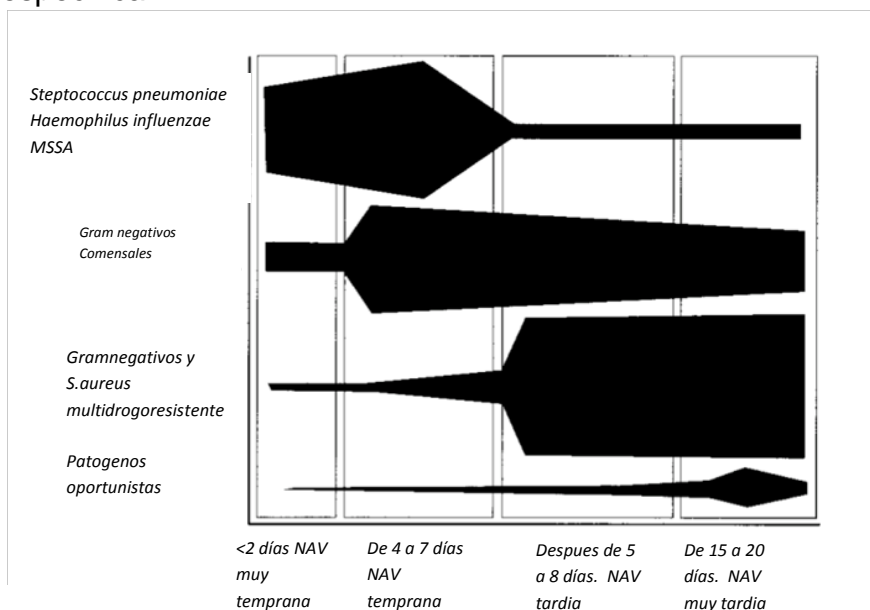 Steptococcus pneumoniae
Haemophilus influenzae
MSSA
Gram negativos
Comensales
Gramnegativos y
S.aureus
multidrogoresistente
Patogenos
oportunistas
<2 días NAV
muy
temprana
De 4 a 7 días
NAV
temprana
Despues de 5
a 8 días. NAV
tardia
De 15 a 20
días. NAV
muy tardia